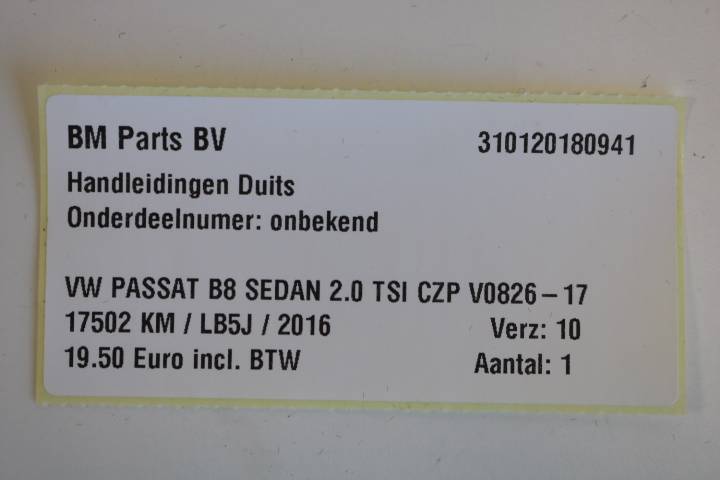 BM Parts BV 310120180941
Handleidingen Duits
Onderdeelnumer: onbekend
VW PASSAT B8 SEDAN 2.0 TSI CZP V0826-17
17502 KM / LB5J / 2016 Verz: 10
19.50 Euro incl. BTW Aantal: 1